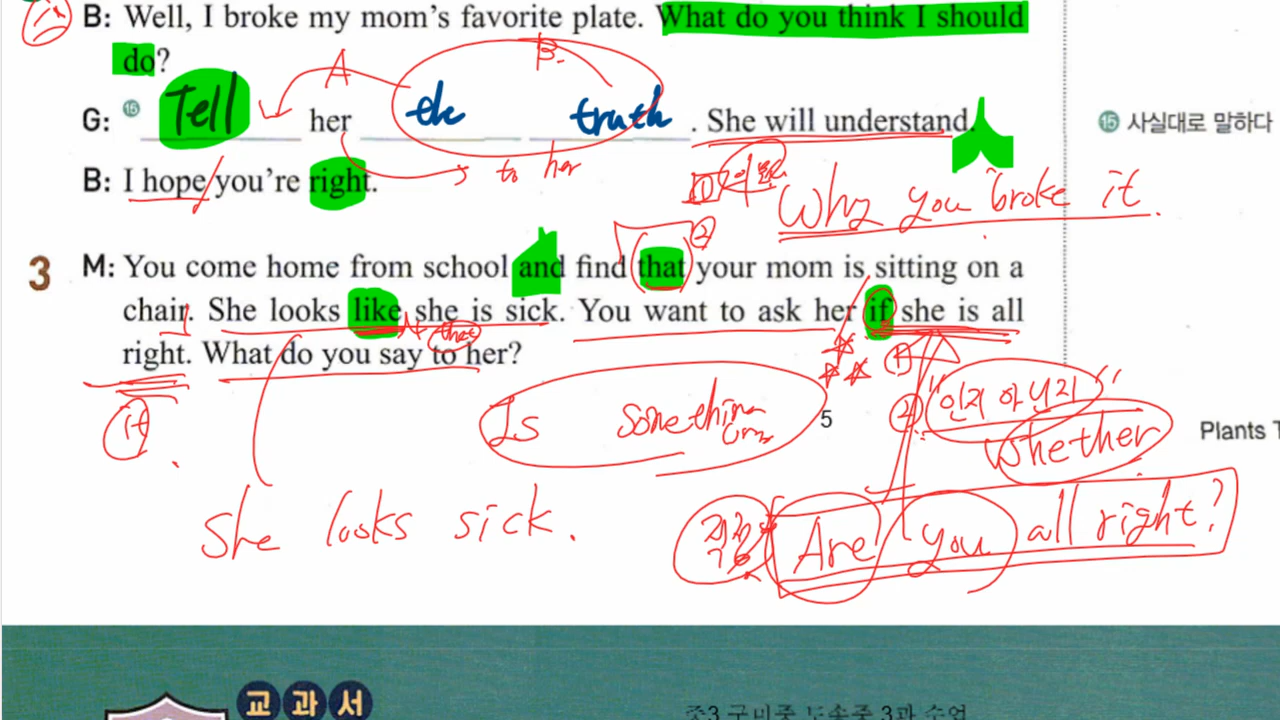 B: Well, I broke my mom's favorite plate. What do you think I should
do?
A B.
G: ⑮ Tell her the truth. She will understand.
⑮ 사실대로 말하다
to her
B: I hope you're right.
Why you broke it.
②
3 M: You come home from school and find that your mom is sitting on a
chair. She looks like she is sick. You want to ask her if she is all
that
right. What do you say to her?
①
it
Is something
5
② "인지 아닌지"
whether
Plants
She looks sick.
Are you all right?
교과서